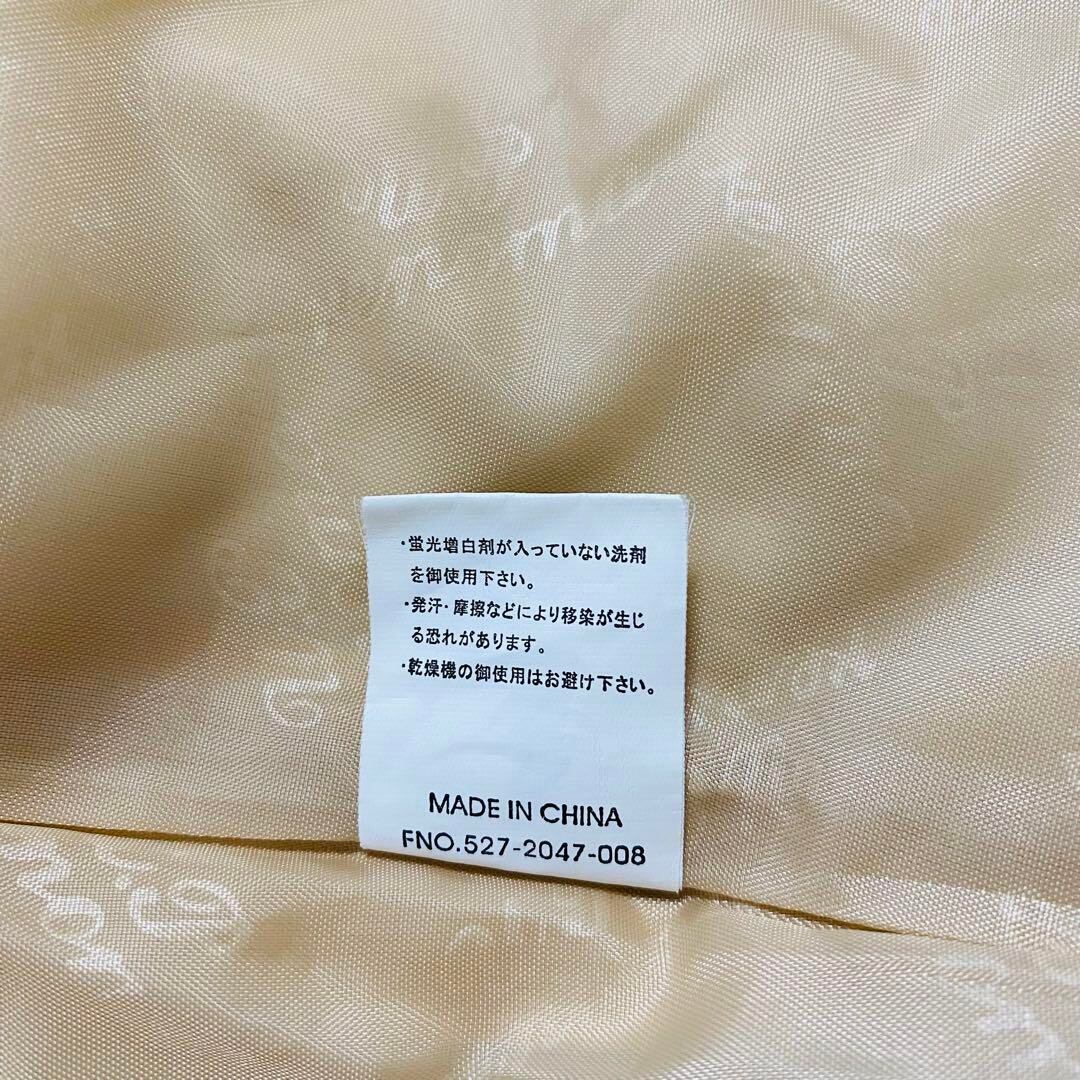 ・蛍光増白剤が入っていない洗剤
を御使用下さい。
・発汗・摩擦などにより移染が生じ
る恐れがあります。
・乾燥機の御使用はお避け下さい。
MADE IN CHINA
FNO.527-2047-008